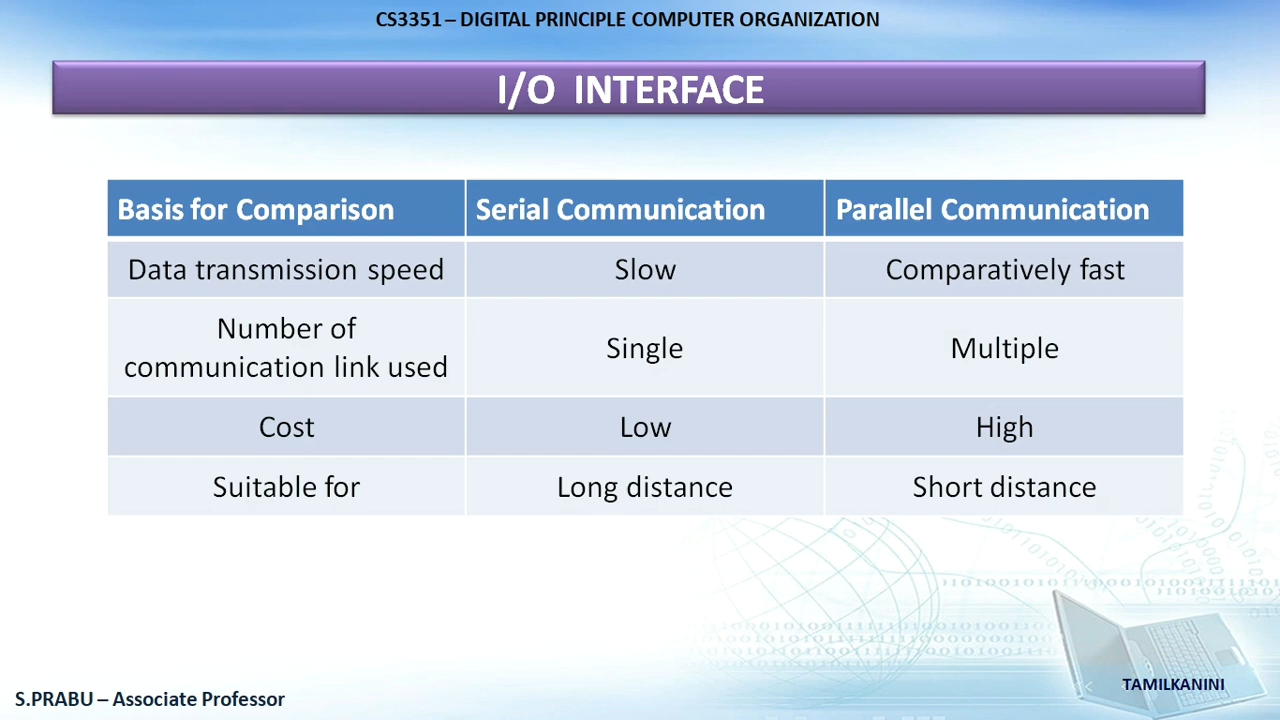 CS3351 – DIGITAL PRINCIPLE COMPUTER ORGANIZATION
I/O INTERFACE
Basis for Comparison Serial Communication Parallel Communication
Data transmission speed Slow Comparatively fast
Number of
communication link used Single Multiple
Cost Low High
Suitable for Long distance Short distance
S.PRABU – Associate Professor
TAMILKANINI